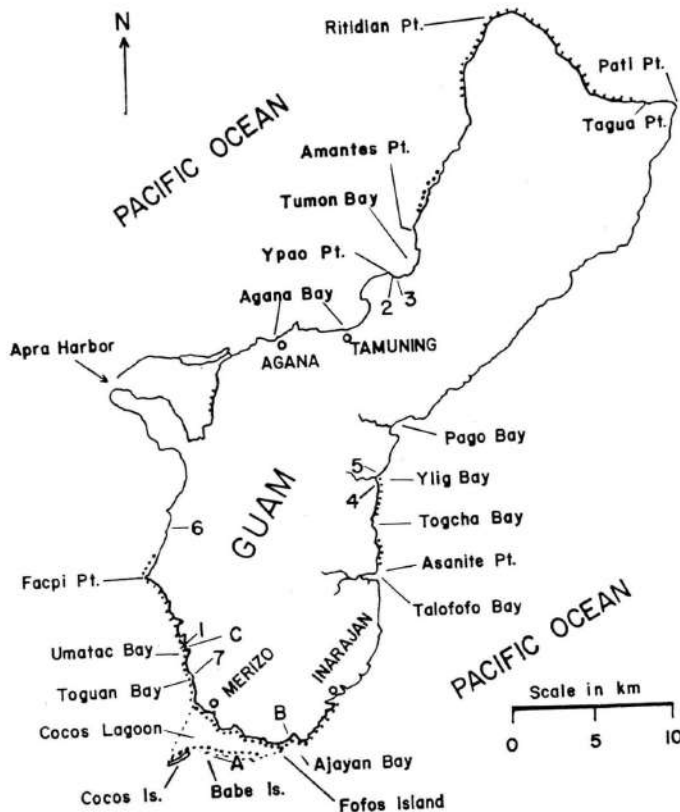 N
Ritidian Pt.
Pati Pt.
PACIFIC OCEAN
Tagua Pt.
Amantes Pt.
Tumon Bay
Ypao Pt.
2 3
Agana Bay
Apra Harbor
AGANA
TAMUNING
Pago Bay
5
Ylig Bay
4
GUAM
Togcha Bay
6
Asanite Pt.
Facpi Pt.
Talofofo Bay
1
C
Umatac Bay
7
MERIZO
INARAJAN
PACIFIC OCEAN
Toguan Bay
Scale in km
0 5 10
Cocos Lagoon
B
A
Ajayan Bay
Cocos Is.
Babe Is.
Fofos Island